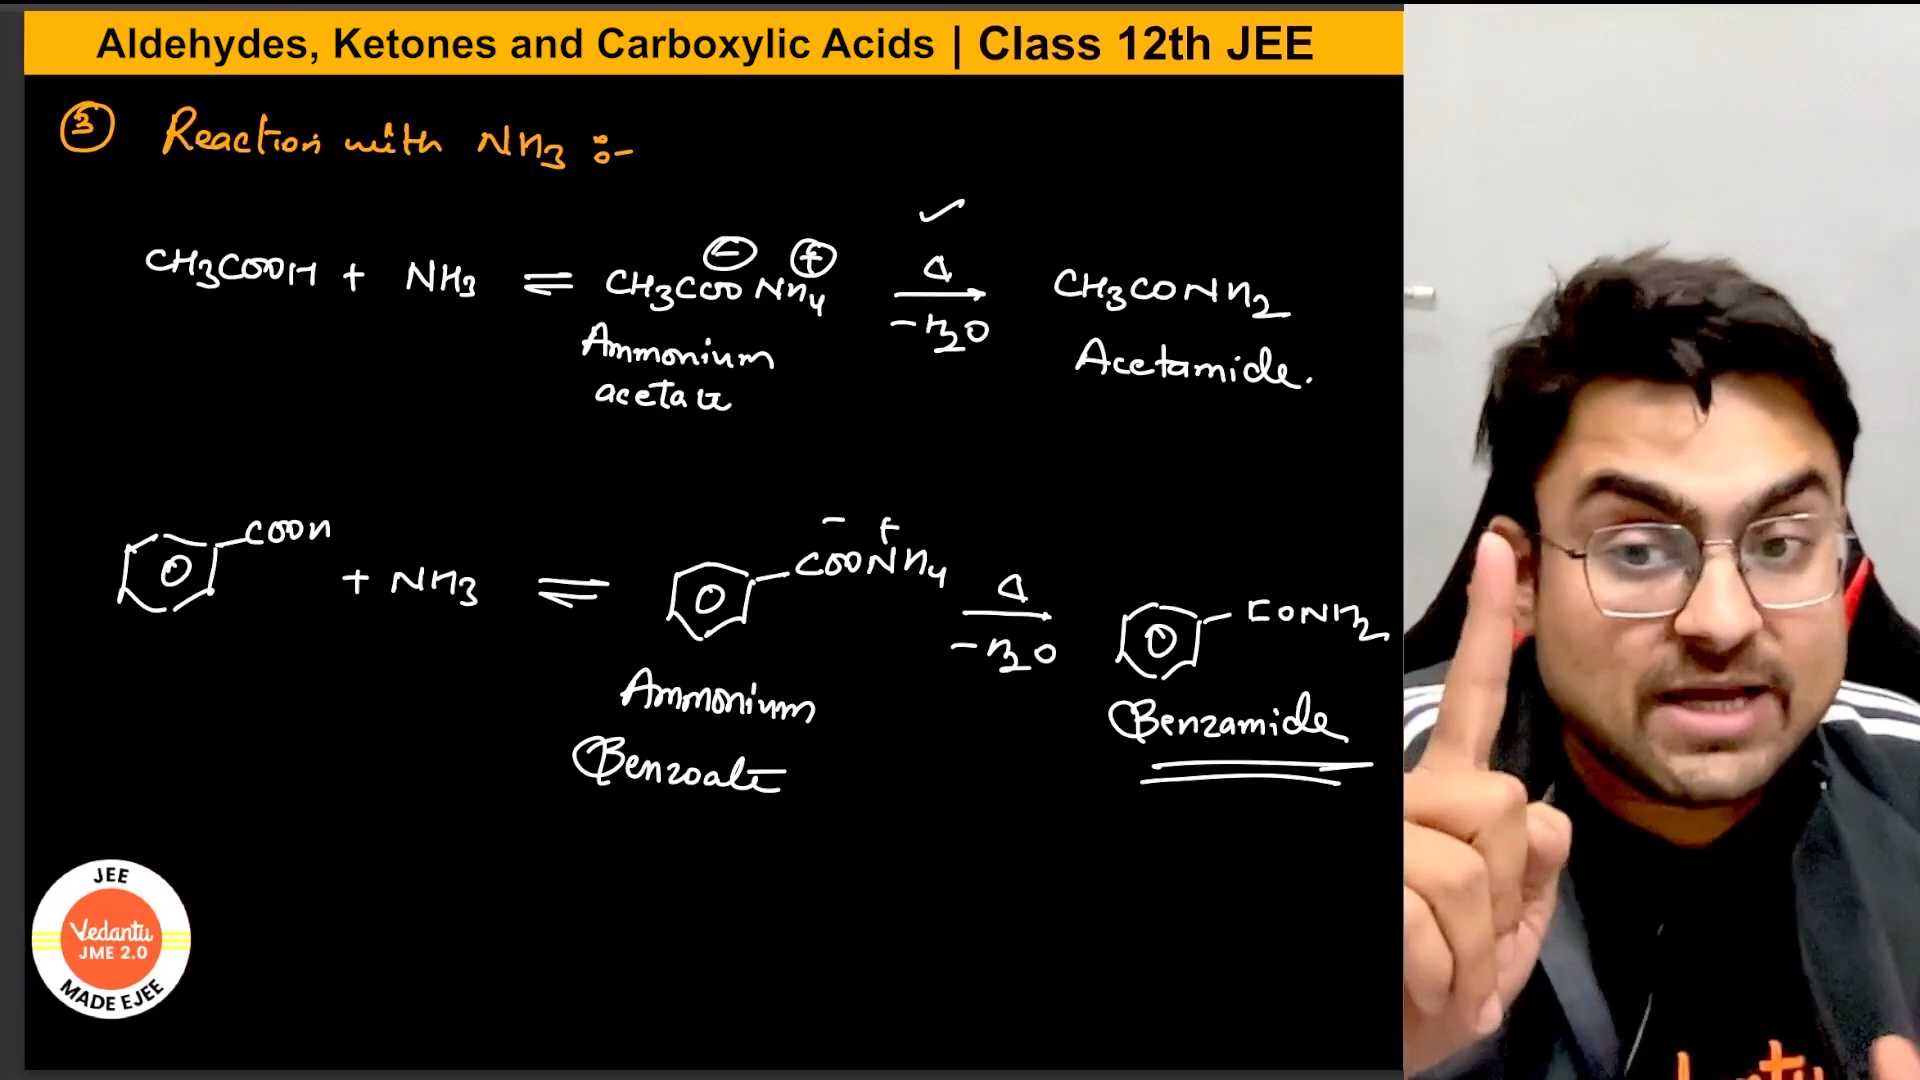 Aldehydes, Ketones and Carboxylic Acids | Class 12th JEE
③ Reaction with NH3 :-
CH3COOH + NH3 ⇌ CH3COO⊖ NH4⊕ Δ → -H2O CH3CONH2
Ammonium acetate
Acetamide.
COOH + NH3 ⇌ COO⁻NH4⁺ Δ → -H2O CONH2
Ammonium Benzoate
Benzamide
JEE
Vedantu
JME 2.0
MADE EJEE